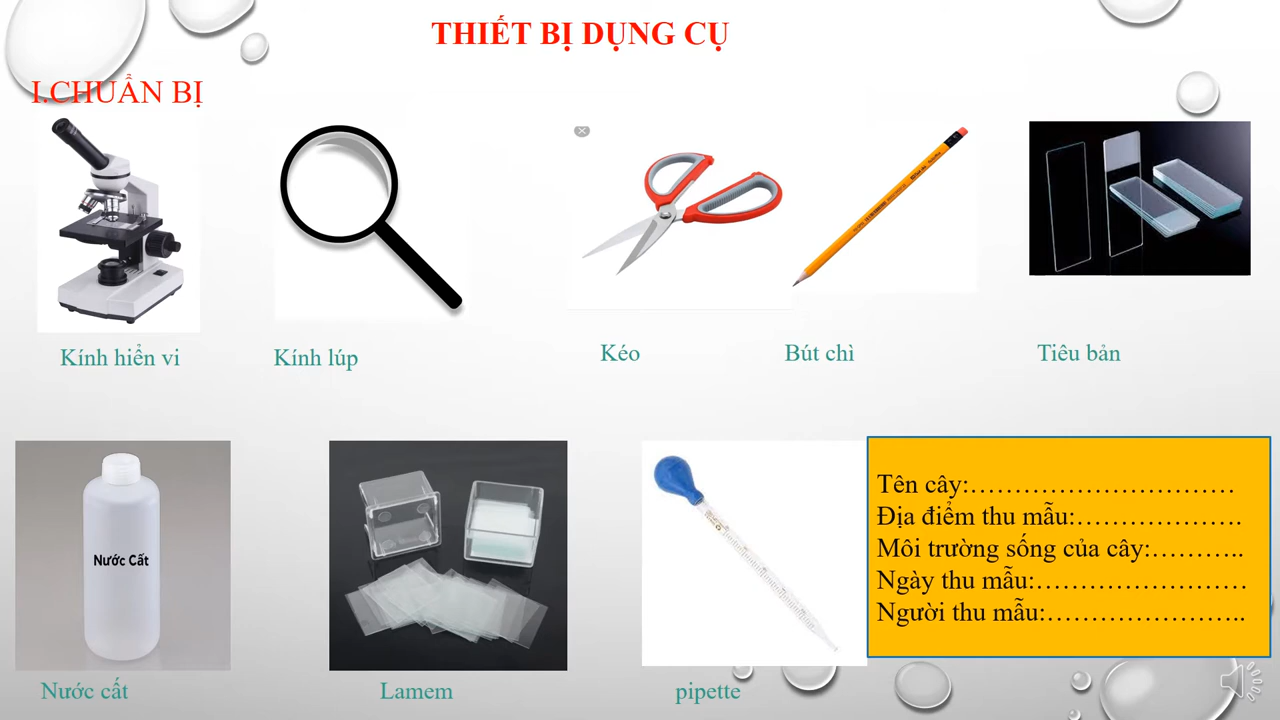 THIẾT BỊ DỤNG CỤ
I.CHUẨN BỊ
Kính hiển vi
Kính lúp
Kéo
Bút chì
Tiêu bản
Nước Cất
Nước cất
Lamem
pipette
Tên cây:…………………………
Địa điểm thu mẫu:……………….
Môi trường sống của cây:………..
Ngày thu mẫu:……………………
Người thu mẫu:…………………..